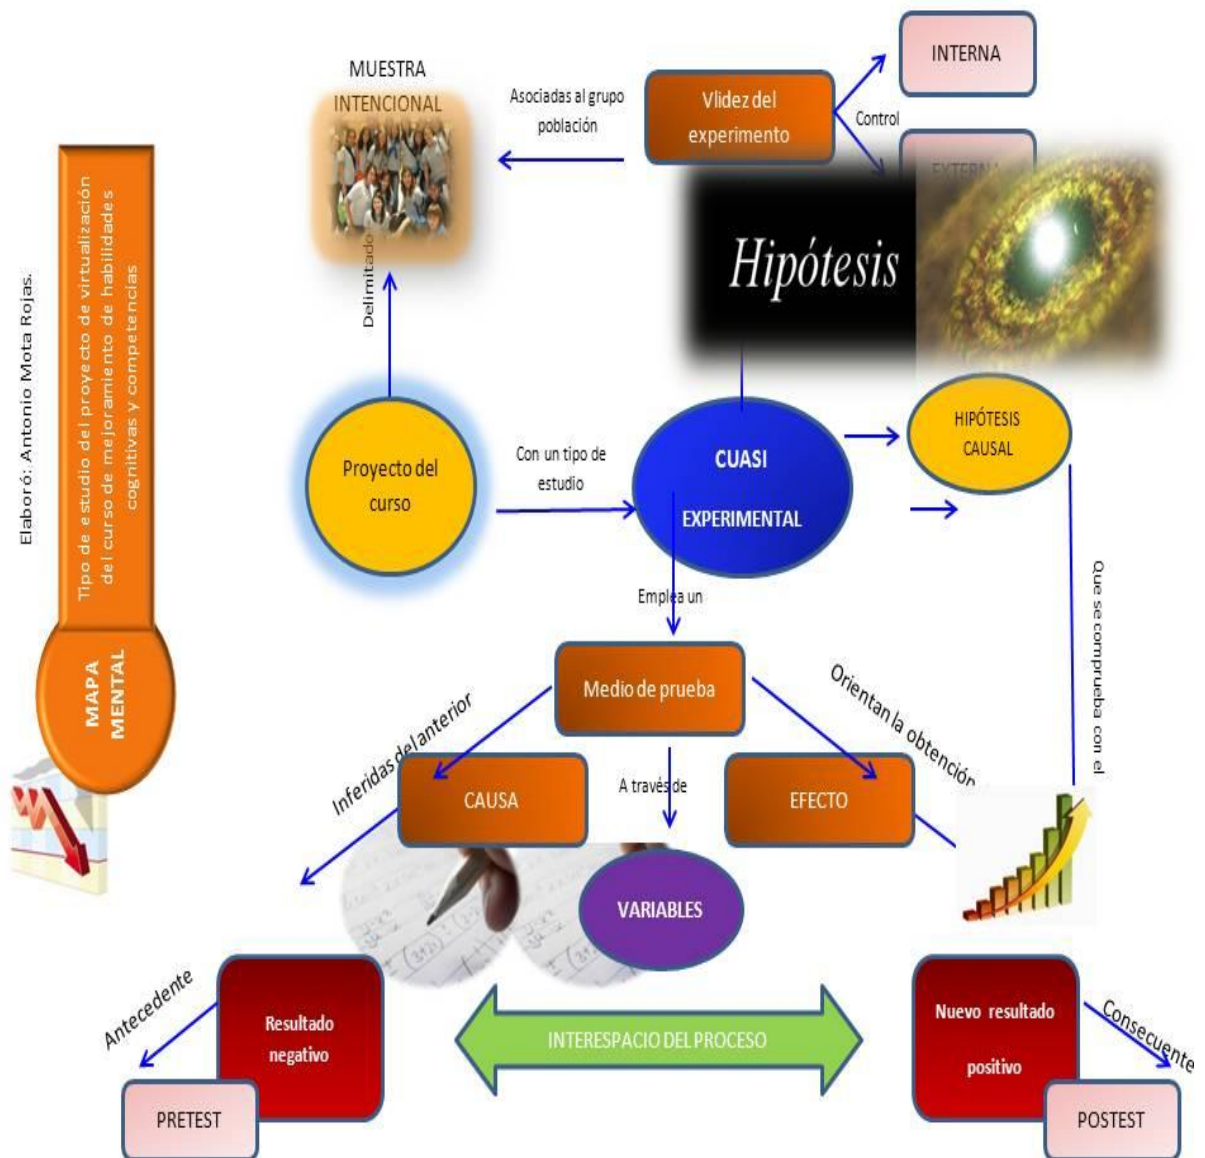 INTERNA
MUESTRA
INTENCIONAL
Asociadas al grupo
población
Vlidez del
experimento
Control
EXTERNA
Hipótesis
Delimitado
Elaboró: Antonio Mota Rojas.
Tipo de estudio del proyecto de virtualización
del curso de mejoramiento de habilidades
cognitivas y competencias
MAPA
MENTAL
Proyecto del
curso
Con un tipo de
estudio
CUASI
EXPERIMENTAL
HIPÓTESIS
CAUSAL
Que se comprueba con el
Emplea un
Medio de prueba
Inferidas del anterior
Orientan la obtención
CAUSA
A través de
EFECTO
VARIABLES
Antecedente
Resultado
negativo
INTERESPACIO DEL PROCESO
Nuevo resultado
positivo
Consecuente
PRETEST
POSTEST